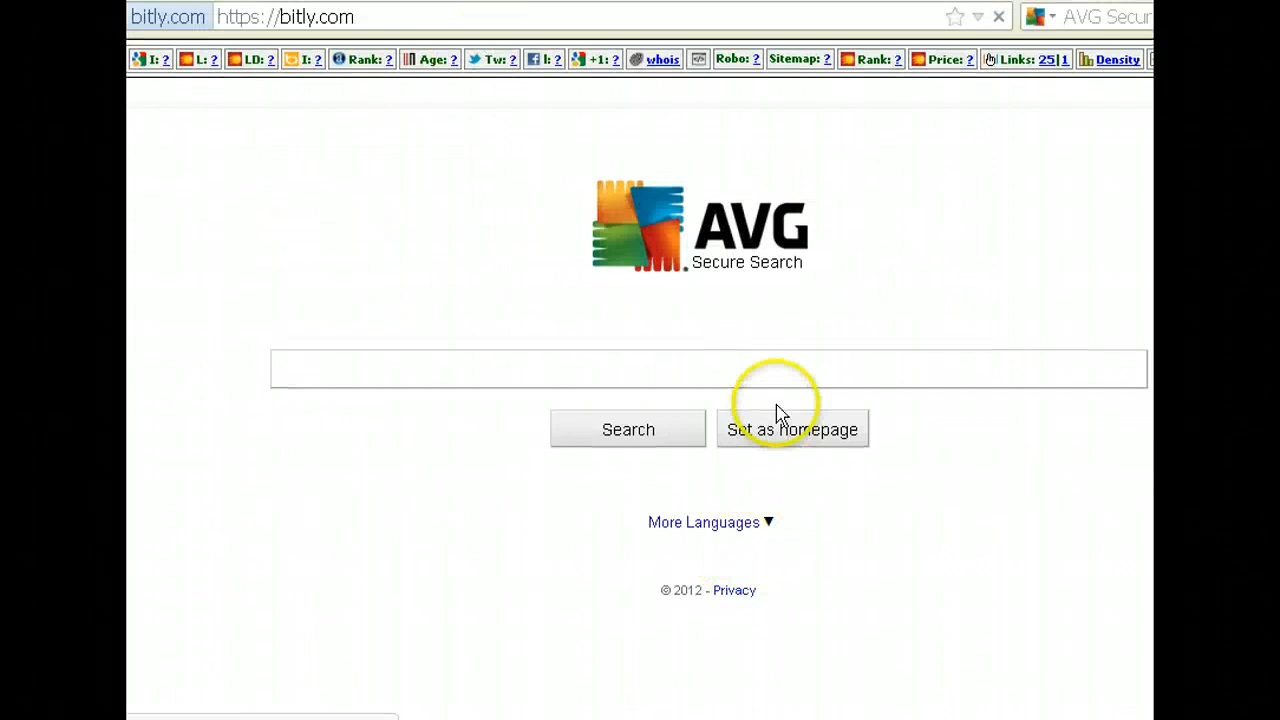 bitly.com https://bitly.com AVG Secur
I: ? L: ? LD: ? I: ? Rank: ? Age: ? Tw: ? I: ? +1: ? whois Robo: ? Sitemap: ? Rank: ? Price: ? Links: 25|1 Density
AVG
Secure Search
Search Set as homepage
More Languages ▼
© 2012 - Privacy